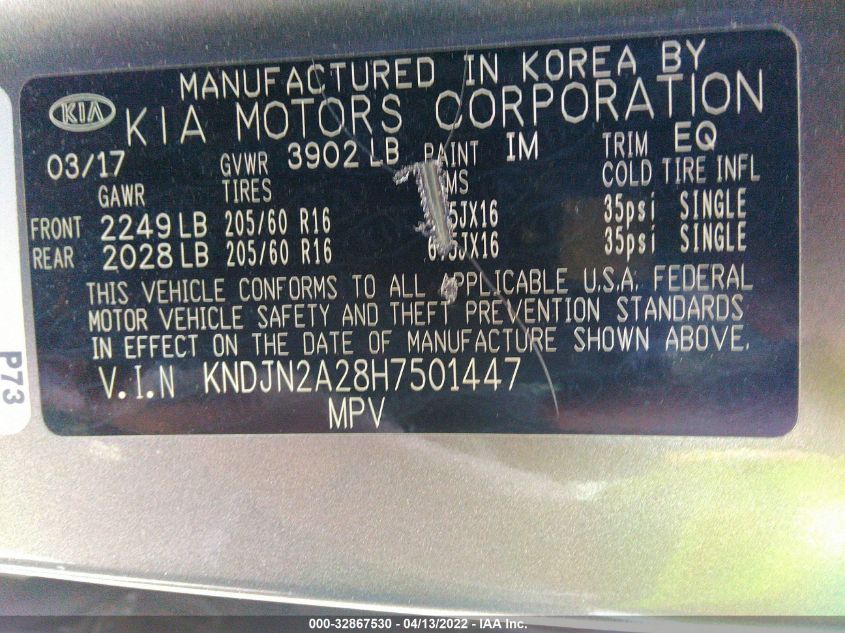 MANUFACTURED IN KOREA BY
KIA KIA MOTORS CORPORATION
03/17 GVWR 3902 LB PAINT IM TRIM EQ
GAWR TIRES COLD TIRE INFL
FRONT 2249 LB 205/60 R16 35psi SINGLE
REAR 2028 LB 205/60 R16 35psi SINGLE
THIS VEHICLE CONFORMS TO ALL APPLICABLE U.S.A. FEDERAL
MOTOR VEHICLE SAFETY AND THEFT PREVENTION STANDARDS
IN EFFECT ON THE DATE OF MANUFACTURE SHOWN ABOVE.
V.I.N KNDJN2A28H7501447
MPV
P73
000-32867530 - 04/13/2022 - IAA Inc.